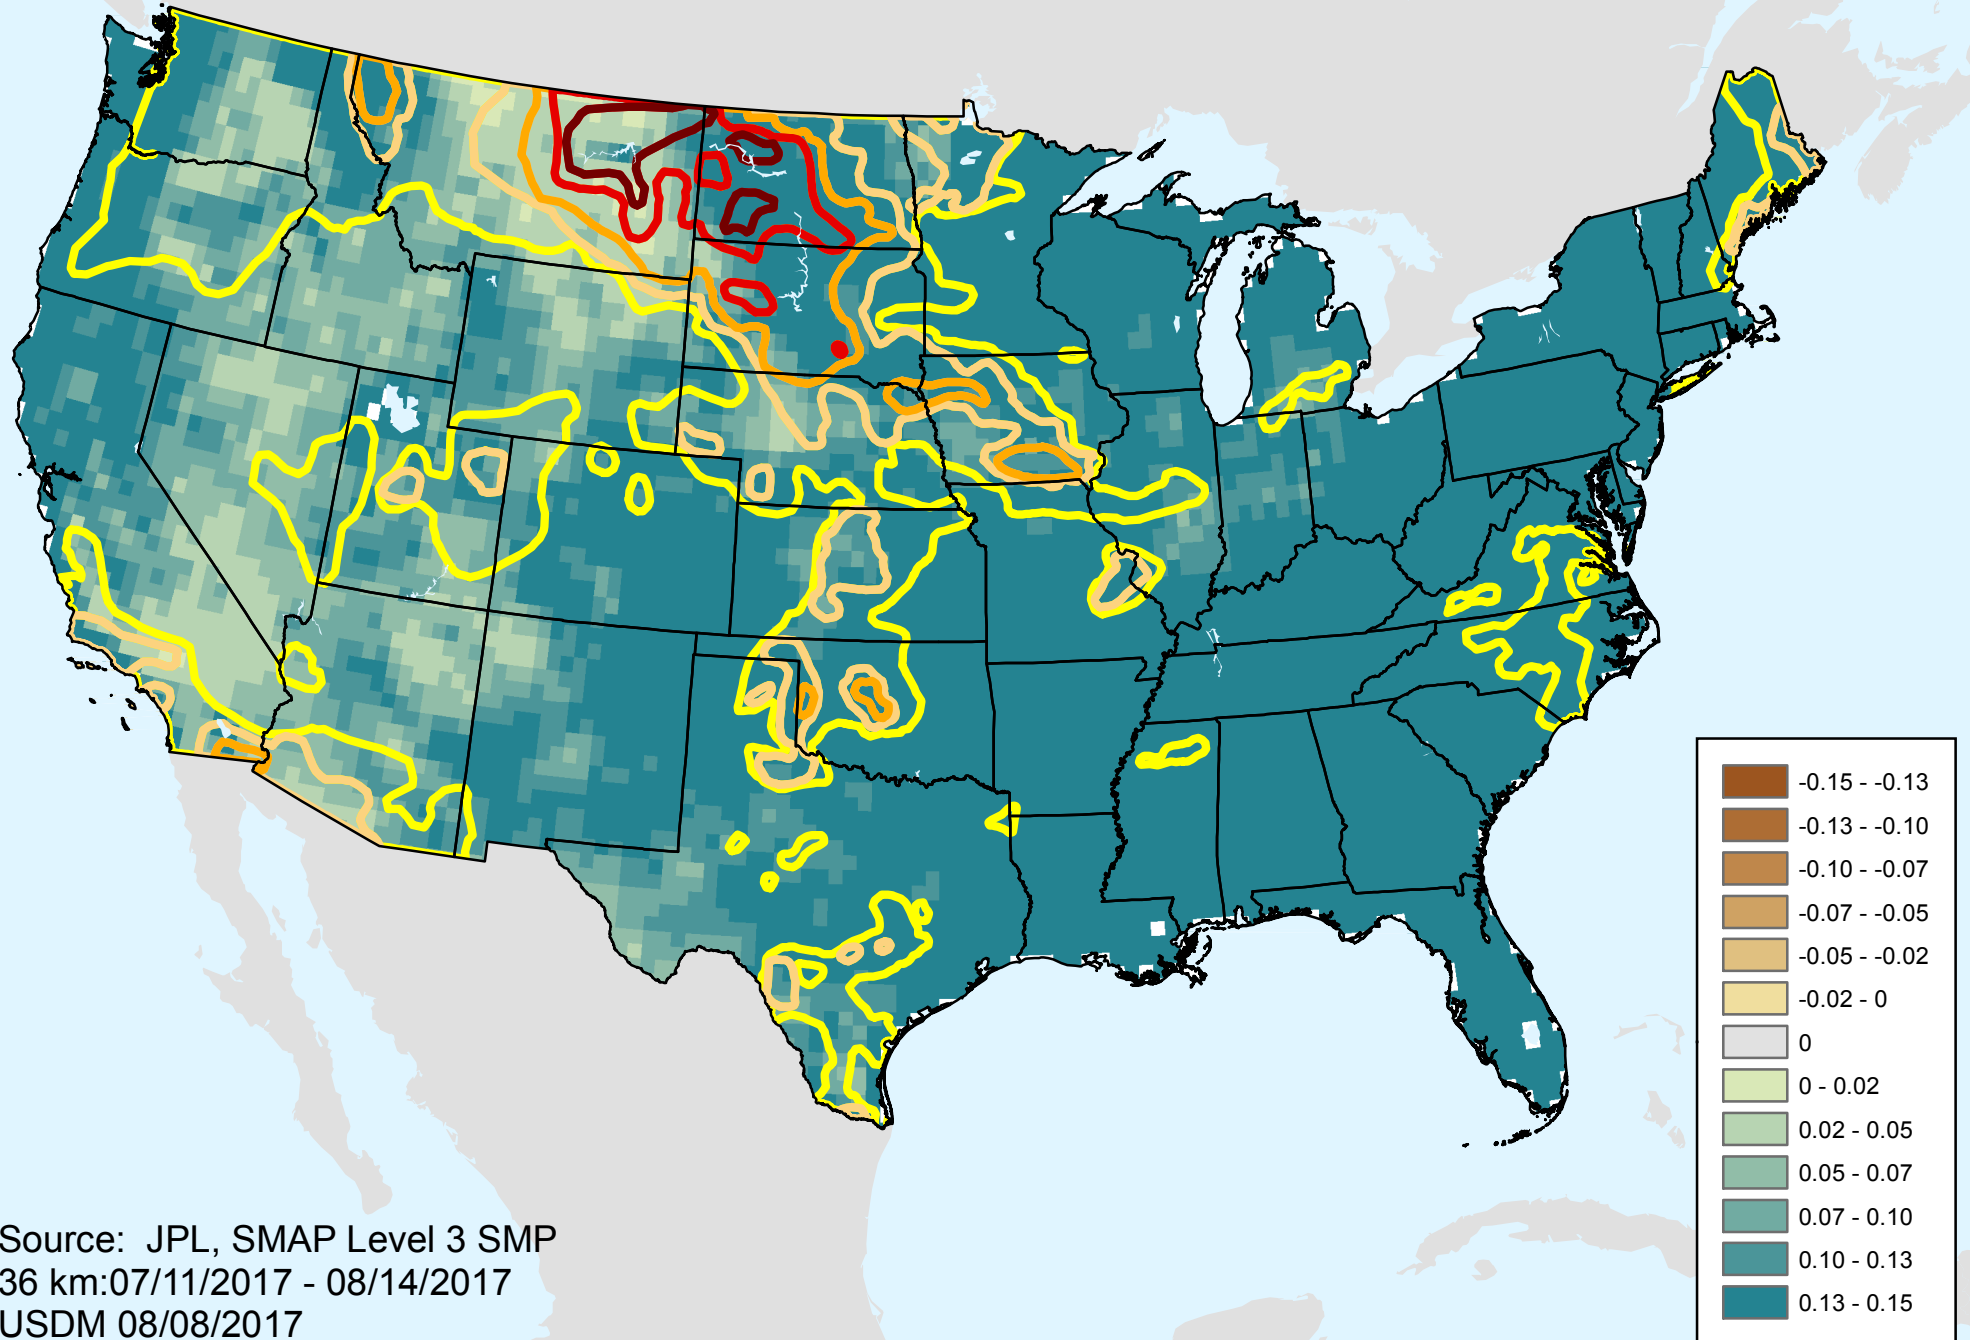 -0.15 - -0.13
-0.13 - -0.10
-0.10 - -0.07
-0.07 - -0.05
-0.05 - -0.02
-0.02 - 0
0
0 - 0.02
0.02 - 0.05
0.05 - 0.07
0.07 - 0.10
0.10 - 0.13
0.13 - 0.15
Source: JPL, SMAP Level 3 SMP
36 km:07/11/2017 - 08/14/2017
USDM 08/08/2017